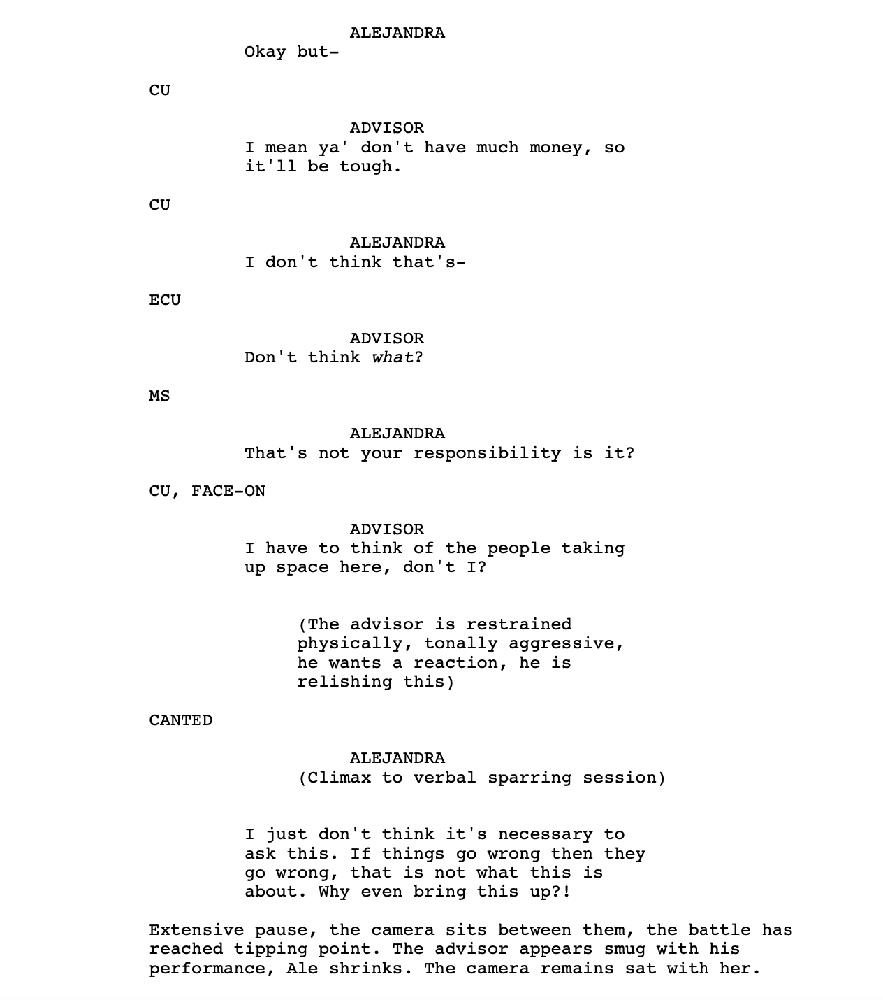 ALEJANDRA
Okay but-
CU
ADVISOR
I mean ya' don't have much money, so
it'll be tough.
CU
ALEJANDRA
I don't think that's-
ECU
ADVISOR
Don't think what?
MS
ALEJANDRA
That's not your responsibility is it?
CU, FACE-ON
ADVISOR
I have to think of the people taking
up space here, don't I?
(The advisor is restrained
physically, tonally aggressive,
he wants a reaction, he is
relishing this)
CANTED
ALEJANDRA
(Climax to verbal sparring session)
I just don't think it's necessary to
ask this. If things go wrong then they
go wrong, that is not what this is
about. Why even bring this up?!
Extensive pause, the camera sits between them, the battle has
reached tipping point. The advisor appears smug with his
performance, Ale shrinks. The camera remains sat with her.